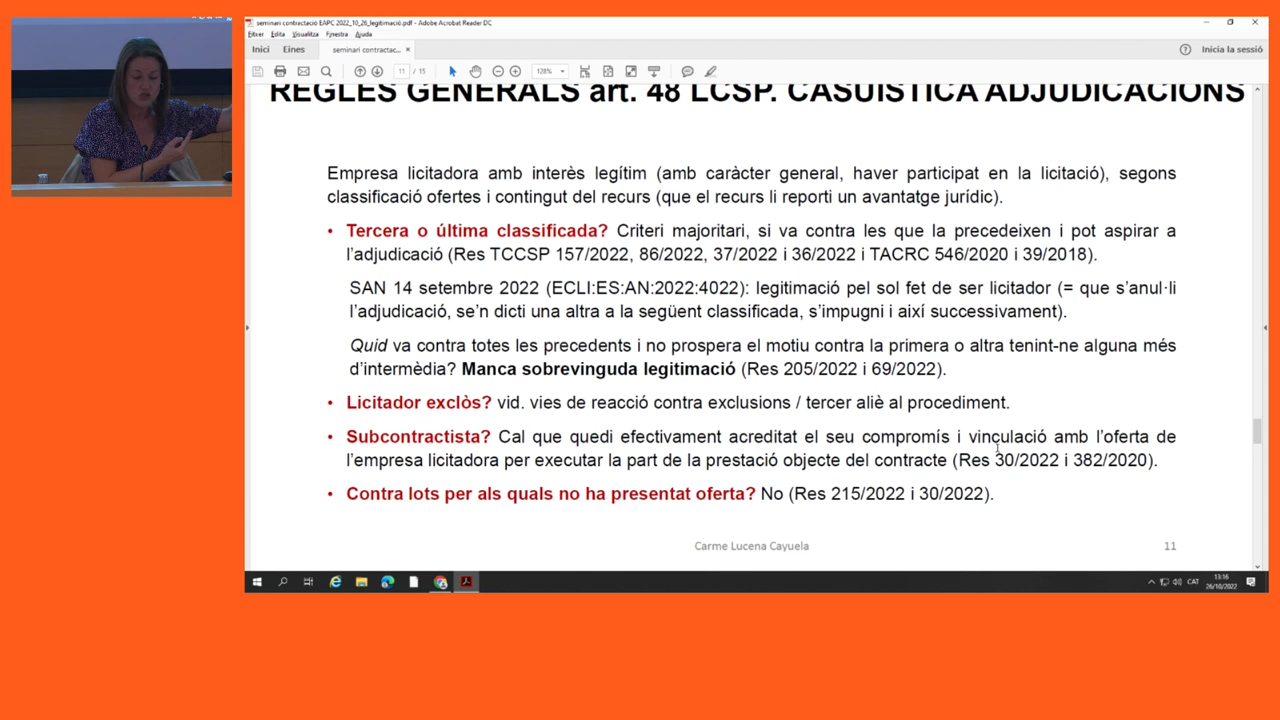 seminari contractació EAPC 2022_10_26_legitimació.pdf - Adobe Acrobat Reader DC
Eitxer Edita Visualitza Finestra Ajuda
Inici Eines seminari contractac... × Inicia la sessió
11 / 15 128%
REGLES GENERALS art. 48 LCSP. CASUÍSTICA ADJUDICACIONS
Empresa licitadora amb interès legítim (amb caràcter general, haver participat en la licitació), segons
classificació ofertes i contingut del recurs (que el recurs li reporti un avantatge jurídic).
• Tercera o última classificada? Criteri majoritari, si va contra les que la precedeixen i pot aspirar a
l’adjudicació (Res TCCSP 157/2022, 86/2022, 37/2022 i 36/2022 i TACRC 546/2020 i 39/2018).
SAN 14 setembre 2022 (ECLI:ES:AN:2022:4022): legitimació pel sol fet de ser licitador (= que s’anul·li
l’adjudicació, se’n dicti una altra a la següent classificada, s’impugni i així successivament).
Quid va contra totes les precedents i no prospera el motiu contra la primera o altra tenint-ne alguna més
d’intermèdia? Manca sobrevinguda legitimació (Res 205/2022 i 69/2022).
• Licitador exclòs? vid. vies de reacció contra exclusions / tercer aliè al procediment.
• Subcontractista? Cal que quedi efectivament acreditat el seu compromís i vinculació amb l’oferta de
l’empresa licitadora per executar la part de la prestació objecte del contracte (Res 30/2022 i 382/2020).
• Contra lots per als quals no ha presentat oferta? No (Res 215/2022 i 30/2022).
Carme Lucena Cayuela 11
CAT 13:16
26/10/2022